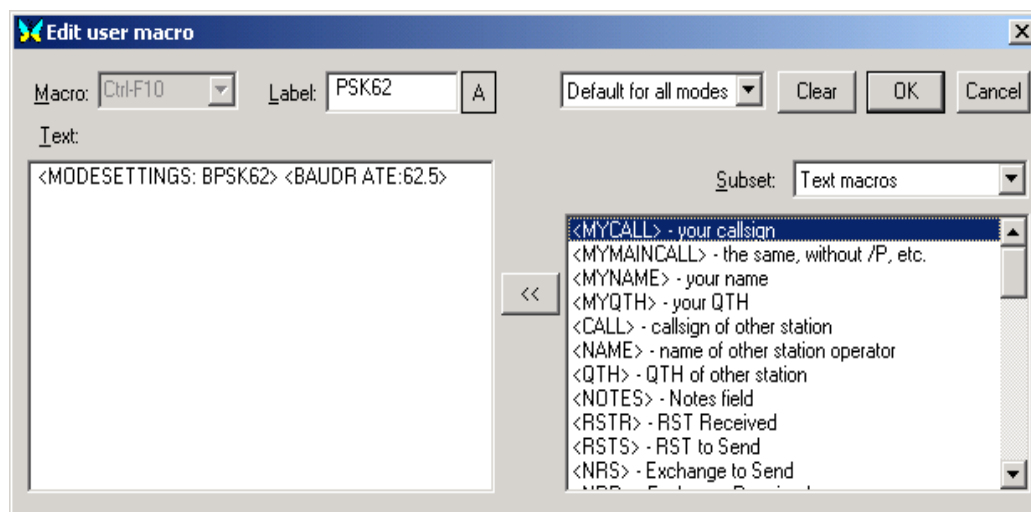 Edit user macro
Macro: Ctrl-F10 Label: PSK62 A Default for all modes Clear OK Cancel
Text:
<MODESETTINGS: BPSK62> <BAUDR ATE:62.5>
Subset: Text macros
<MYCALL> - your callsign
<MYMAINCALL> - the same, without /P, etc.
<MYNAME> - your name
<MYQTH> - your QTH
<<
<CALL> - callsign of other station
<NAME> - name of other station operator
<QTH> - QTH of other station
<NOTES> - Notes field
<RSTR> - RST Received
<RSTS> - RST to Send
<NRS> - Exchange to Send